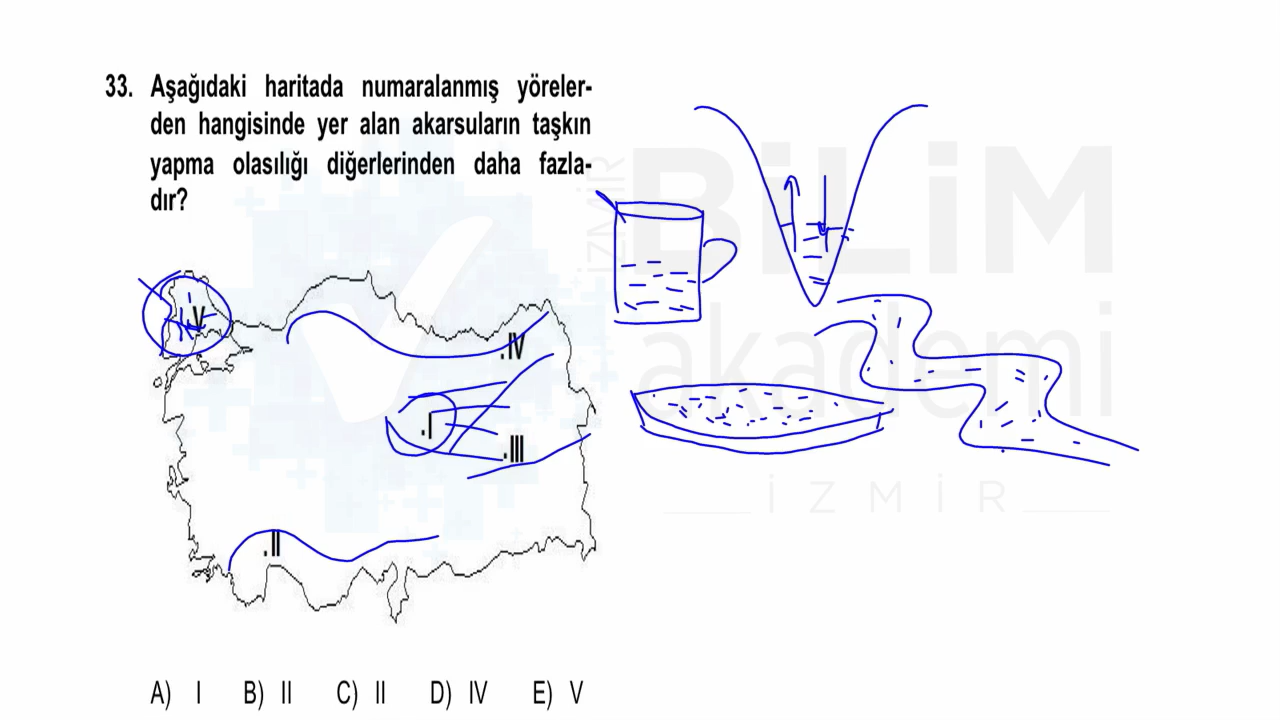 33. Aşağıdaki haritada numaralanmış yöreler-
den hangisinde yer alan akarsuların taşkın
yapma olasılığı diğerlerinden daha fazla-
dır?
V
.IV
.I
.III
.II
A) I B) II C) II D) IV E) V
İZMİR
BİLİM
akademi
İZMİR